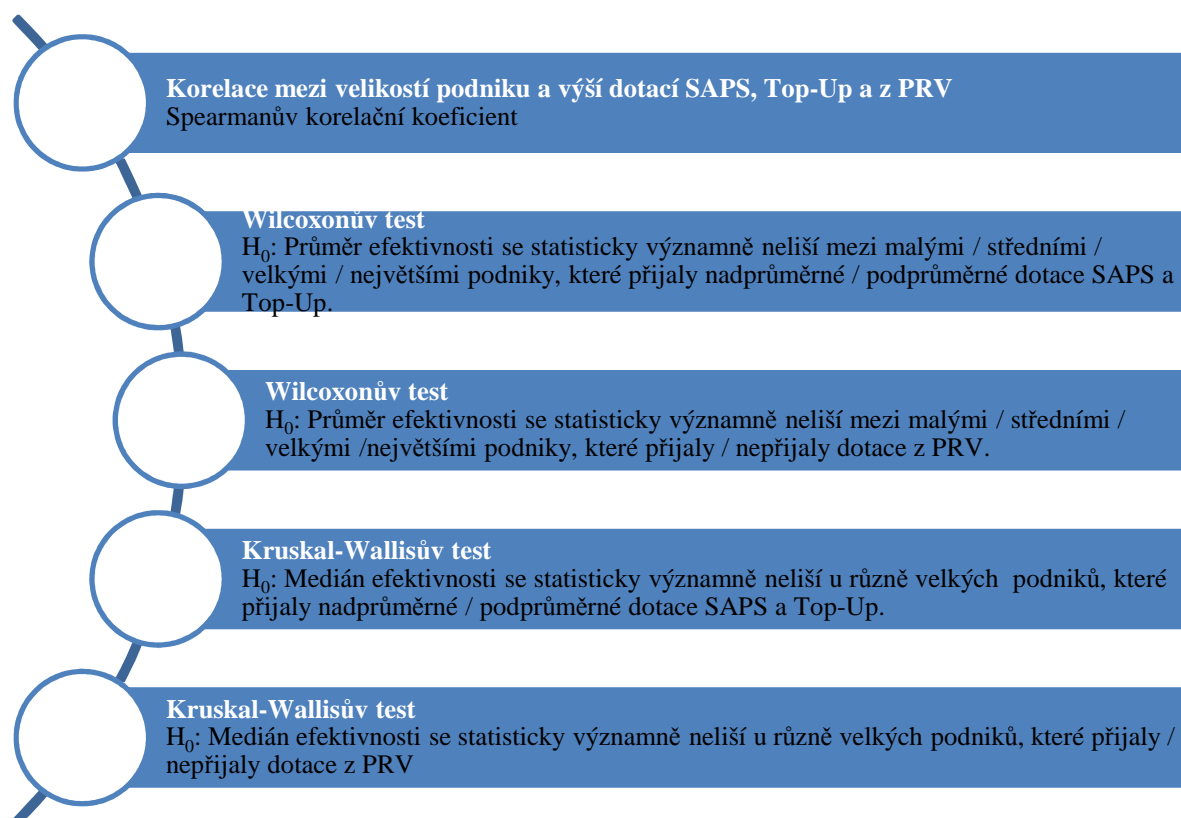 Korelace mezi velikostí podniku a výší dotací SAPS, Top-Up a z PRV
Spearmanův korelační koeficient
Wilcoxonův test
H₀: Průměr efektivnosti se statisticky významně neliší mezi malými / středními /
velkými / největšími podniky, které přijaly nadprůměrné / podprůměrné dotace SAPS a
Top-Up.
Wilcoxonův test
H₀: Průměr efektivnosti se statisticky významně neliší mezi malými / středními /
velkými /největšími podniky, které přijaly / nepřijaly dotace z PRV.
Kruskal-Wallisův test
H₀: Medián efektivnosti se statisticky významně neliší u různě velkých  podniků, které
přijaly nadprůměrné / podprůměrné dotace SAPS a Top-Up.
Kruskal-Wallisův test
H₀: Medián efektivnosti se statisticky významně neliší u různě velkých podniků, které přijaly /
nepřijaly dotace z PRV